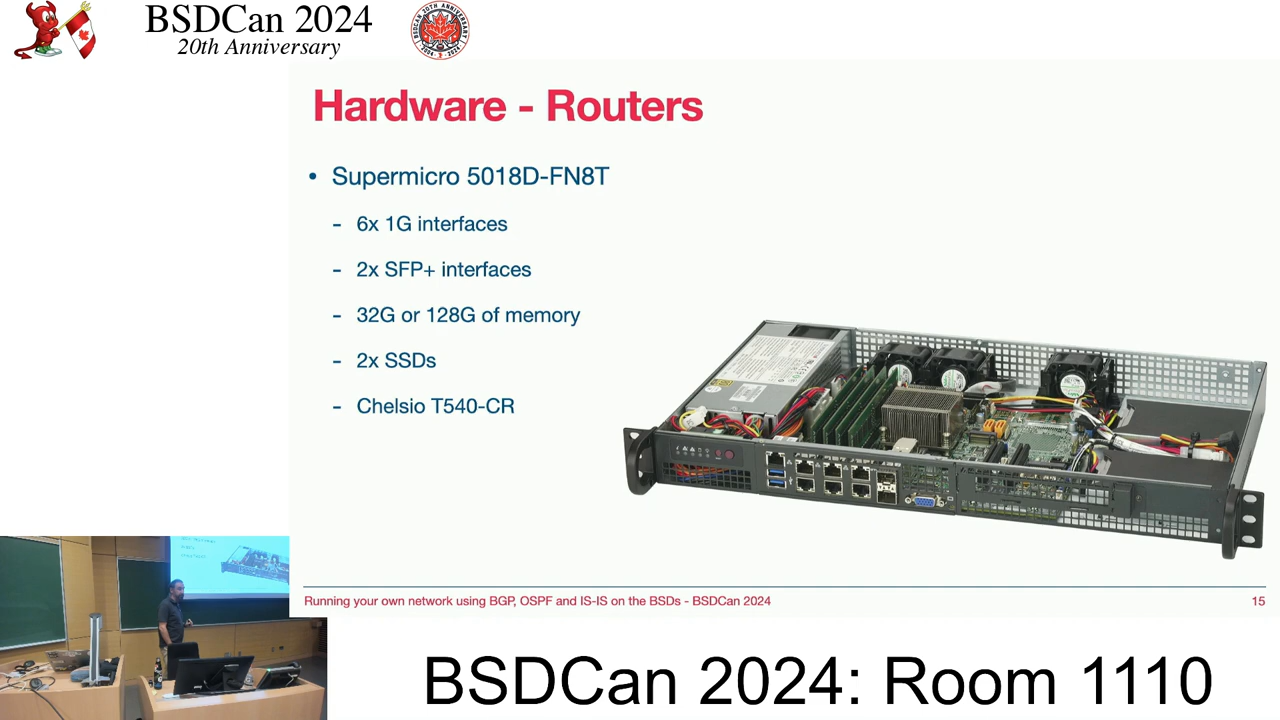 BSDCan 2024
20th Anniversary
Hardware - Routers
• Supermicro 5018D-FN8T
- 6x 1G interfaces
- 2x SFP+ interfaces
- 32G or 128G of memory
- 2x SSDs
- Chelsio T540-CR
Running your own network using BGP, OSPF and IS-IS on the BSDs - BSDCan 2024
15
BSDCan 2024: Room 1110